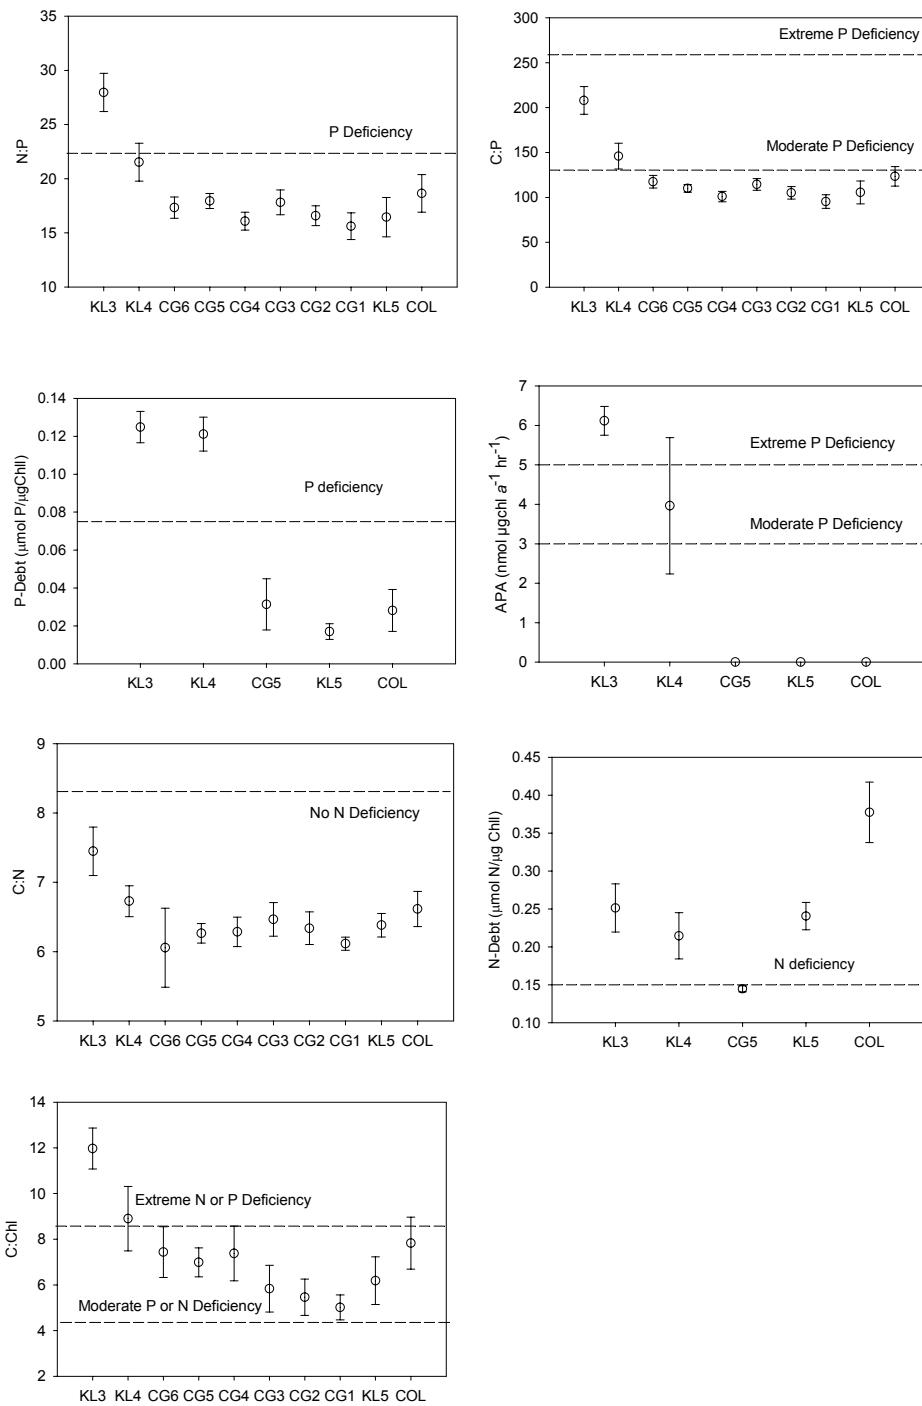 35
30
25
20
15
10
N:P
P Deficiency
KL3 KL4 CG6 CG5 CG4 CG3 CG2 CG1 KL5 COL
300
250
200
150
100
50
0
C:P
Extreme P Deficiency
Moderate P Deficiency
KL3 KL4 CG6 CG5 CG4 CG3 CG2 CG1 KL5 COL
0.14
0.12
0.10
0.08
0.06
0.04
0.02
0.00
P-Debt (μmol P/μgChll)
P deficiency
KL3 KL4 CG5 KL5 COL
7
6
5
4
3
2
1
0
APA (nmol μgchl a⁻¹ hr⁻¹)
Extreme P Deficiency
Moderate P Deficiency
KL3 KL4 CG5 KL5 COL
9
8
7
6
5
C:N
No N Deficiency
KL3 KL4 CG6 CG5 CG4 CG3 CG2 CG1 KL5 COL
0.45
0.40
0.35
0.30
0.25
0.20
0.15
0.10
N-Debt (μmol N/μg Chll)
N deficiency
KL3 KL4 CG5 KL5 COL
14
12
10
8
6
4
2
C:Chl
Extreme N or P Deficiency
Moderate P or N Deficiency
KL3 KL4 CG6 CG5 CG4 CG3 CG2 CG1 KL5 COL